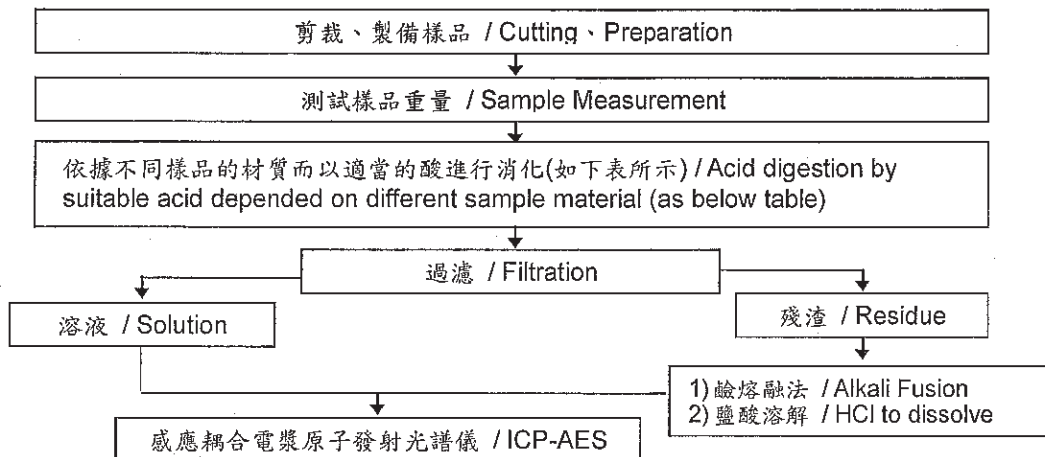 剪裁、製備樣品 / Cutting、Preparation
測試樣品重量 / Sample Measurement
依據不同樣品的材質而以適當的酸進行消化(如下表所示) / Acid digestion by
suitable acid depended on different sample material (as below table)
過濾 / Filtration
溶液 / Solution
殘渣 / Residue
1) 鹼熔融法 / Alkali Fusion
2) 鹽酸溶解 / HCl to dissolve
感應耦合電漿原子發射光譜儀 / ICP-AES